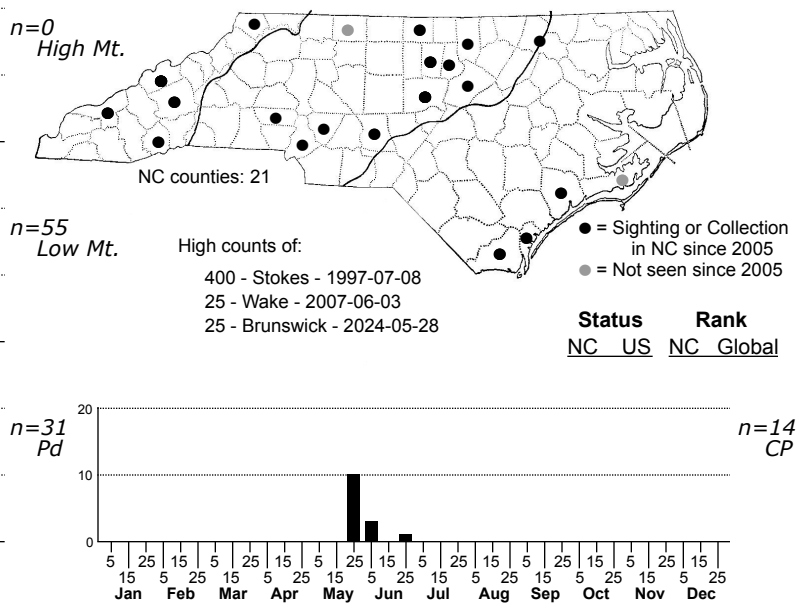 n=0
High Mt.
NC counties: 21
n=55
Low Mt.
High counts of:
400 - Stokes - 1997-07-08
25 - Wake - 2007-06-03
25 - Brunswick - 2024-05-28
= Sighting or Collection
in NC since 2005
= Not seen since 2005
Status Rank
NC US NC Global
n=31
Pd
n=14
CP
20
10
0
5 25 15 5 25 15 5 25 15 5 25 15 5 25 15 5 25 15
15 5 25 15 5 25 15 5 25 15 5 25 15 5 25 15 5 25
Jan Feb Mar Apr May Jun Jul Aug Sep Oct Nov Dec